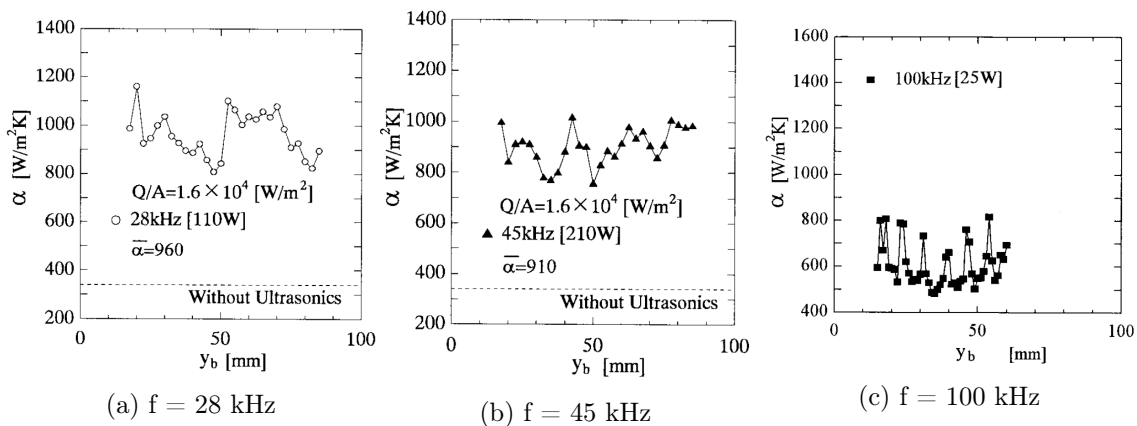 1400
1200
1000
800
600
400
200
α [W/m²K]
Q/A=1.6×10⁴ [W/m²]
○ 28kHz [110W]
α̅=960
Without Ultrasonics
0 50 100
y_b [mm]
(a) f = 28 kHz
1400
1200
1000
800
600
400
200
α [W/m²K]
Q/A=1.6×10⁴ [W/m²]
▲ 45kHz [210W]
α̅=910
Without Ultrasonics
0 50 100
y_b [mm]
(b) f = 45 kHz
1600
1400
1200
1000
800
600
400
α [W/m²K]
■ 100kHz [25W]
0 50 100
y_b [mm]
(c) f = 100 kHz